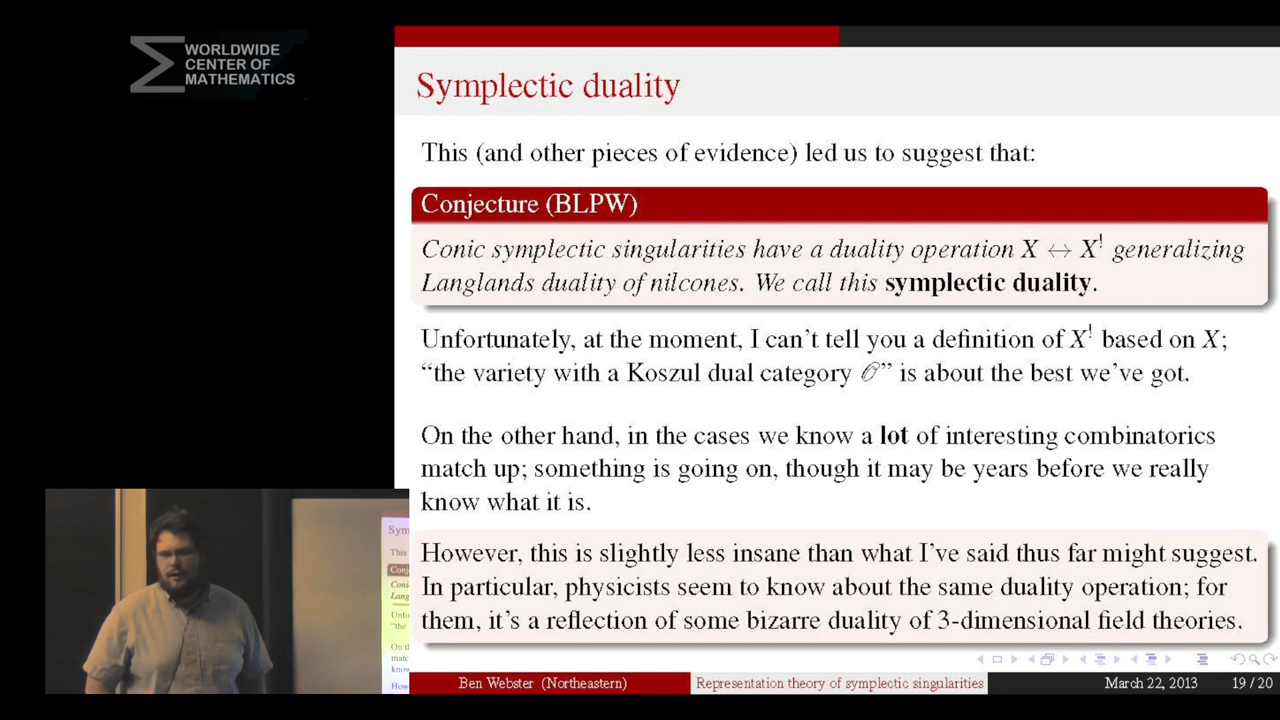 WORLDWIDE
CENTER OF
MATHEMATICS
Symplectic duality
This (and other pieces of evidence) led us to suggest that:
Conjecture (BLPW)
Conic symplectic singularities have a duality operation X ↔ X^! generalizing
Langlands duality of nilcones. We call this symplectic duality.
Unfortunately, at the moment, I can't tell you a definition of X^! based on X;
“the variety with a Koszul dual category 𝒪” is about the best we've got.
On the other hand, in the cases we know a lot of interesting combinatorics
match up; something is going on, though it may be years before we really
know what it is.
However, this is slightly less insane than what I've said thus far might suggest.
In particular, physicists seem to know about the same duality operation; for
them, it's a reflection of some bizarre duality of 3-dimensional field theories.
Ben Webster (Northeastern) Representation theory of symplectic singularities March 22, 2013 19 / 20